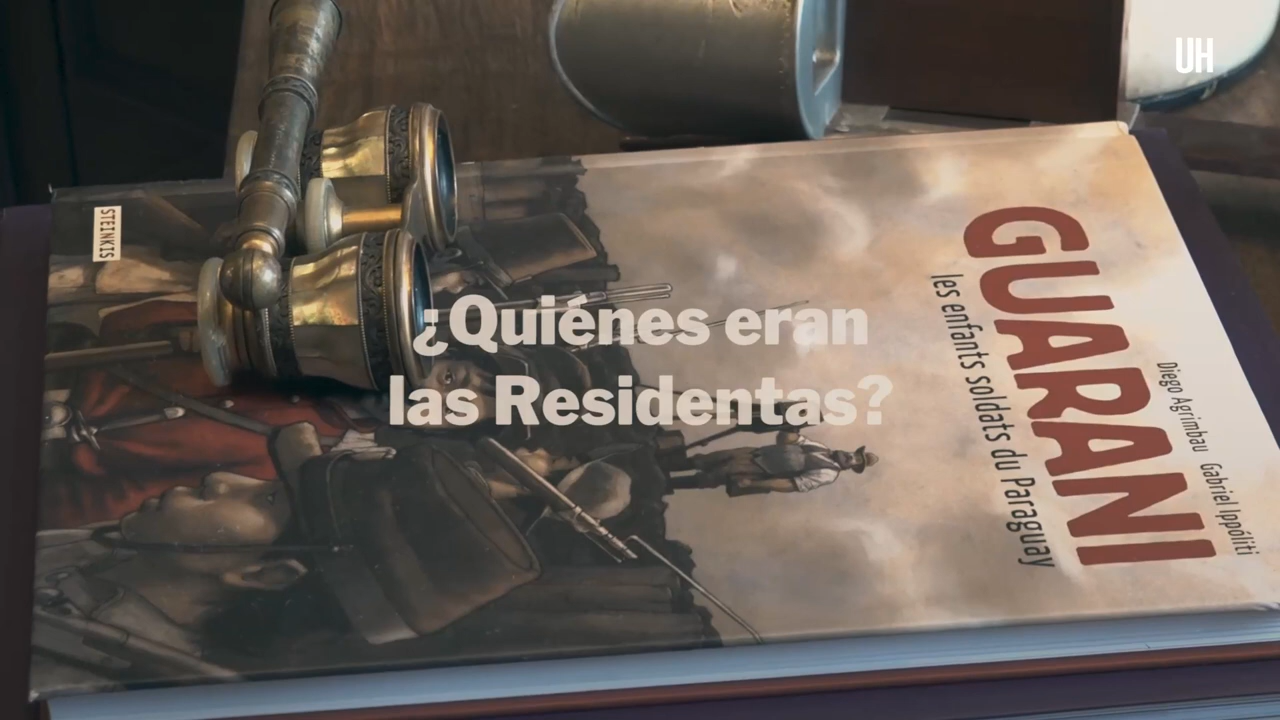 UH
¿Quiénes eran
las Residentas?
STEINKIS
Diego Agrimbau Gabriel Ippóliti
GUARANI
les enfants soldats du Paraguay